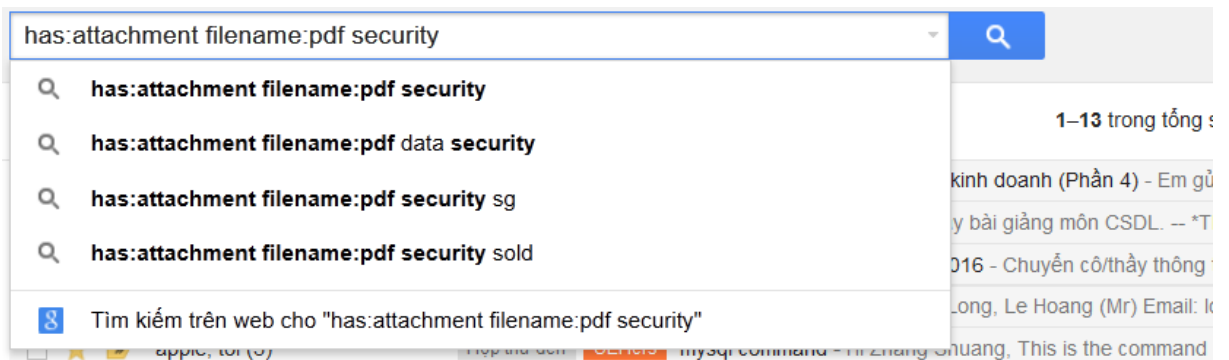 has:attachment filename:pdf security
has:attachment filename:pdf security
has:attachment filename:pdf data security
has:attachment filename:pdf security sg
has:attachment filename:pdf security sold
Tìm kiếm trên web cho "has:attachment filename:pdf security"
1–13 trong tổng s
kinh doanh (Phần 4) - Em gử
y bài giảng môn CSDL. -- *T
016 - Chuyển cô/thầy thông
Long, Le Hoang (Mr) Email: l
apple, tôi (3) Hộp thư đến mysql command - Hi Zhang Shuang, This is the command